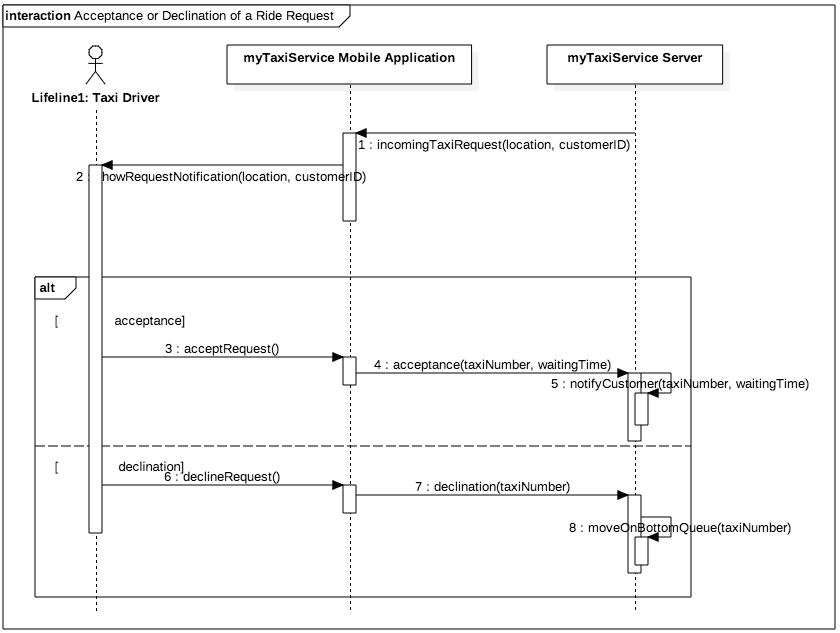 interaction Acceptance or Declination of a Ride Request
myTaxiService Mobile Application
myTaxiService Server
Lifeline1: Taxi Driver
1 : incomingTaxiRequest(location, customerID)
2 : howRequestNotification(location, customerID)
alt
[ acceptance]
3 : acceptRequest()
4 : acceptance(taxiNumber, waitingTime)
5 : notifyCustomer(taxiNumber, waitingTime)
[ declination]
6 : declineRequest()
7 : declination(taxiNumber)
8 : moveOnBottomQueue(taxiNumber)